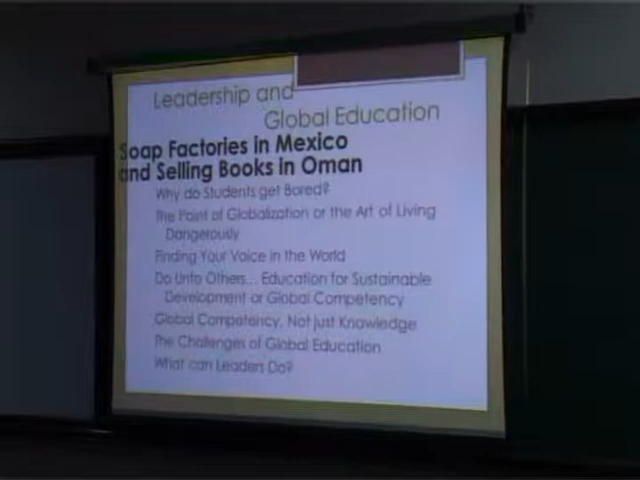 Leadership and
Global Education
Soap Factories in Mexico
and Selling Books in Oman
Why do Students get Bored?
The Point of Globalization or the Art of Living
Dangerously
Finding Your Voice in the World
Do Unto Others... Education for Sustainable
Development or Global Competency
Global Competency, Not just Knowledge
The Challenges of Global Education
What can Leaders Do?